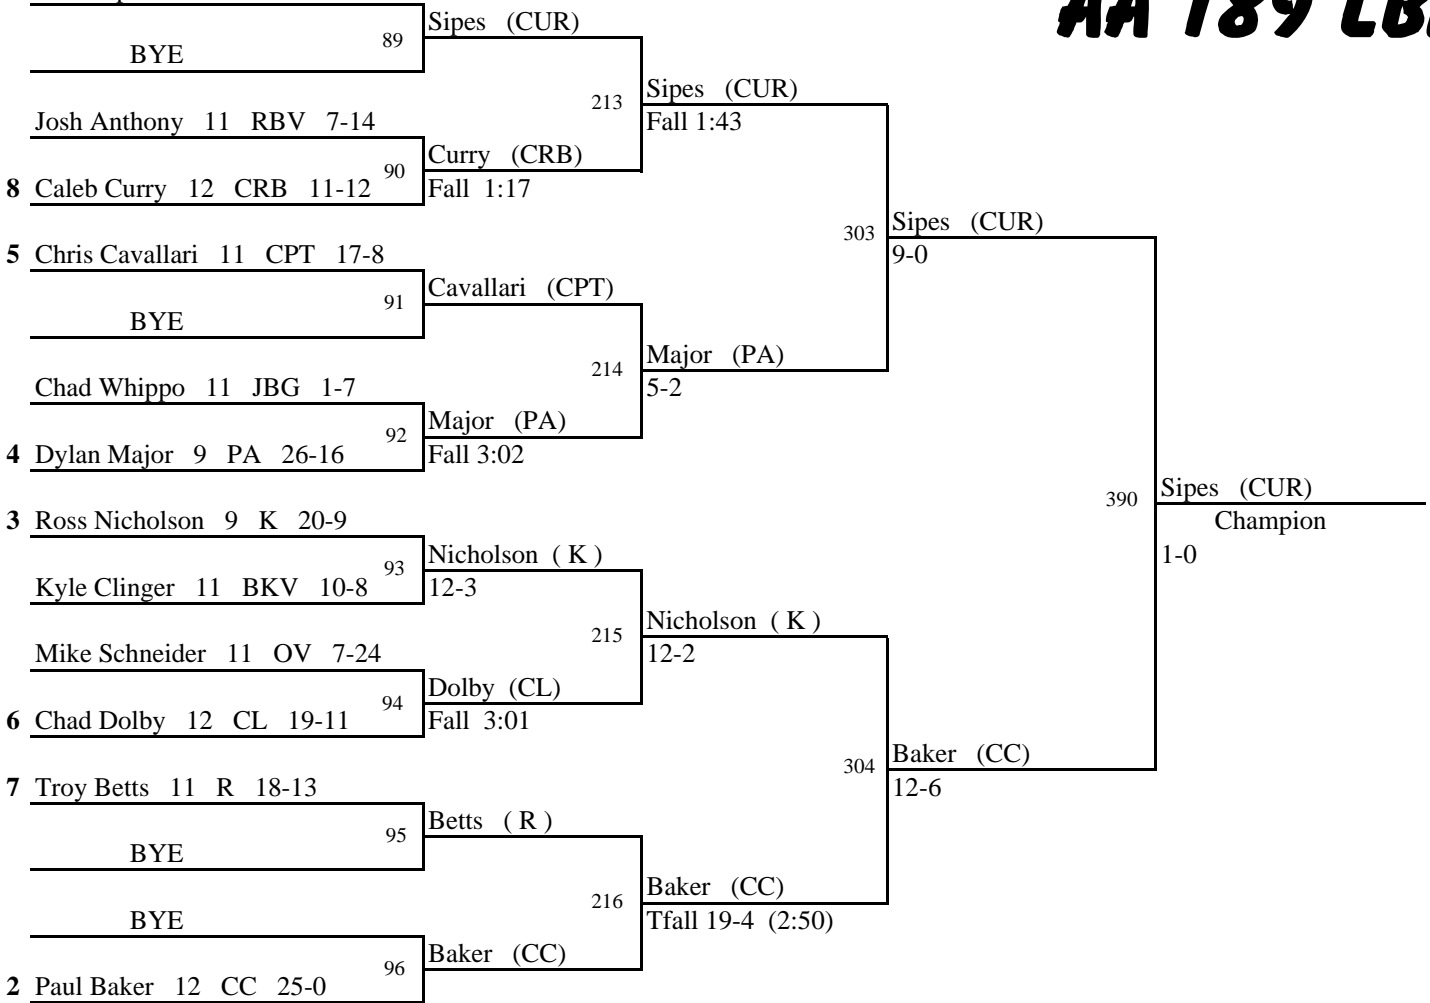 AA 189 LB
Sipes (CUR)
89
BYE
Sipes (CUR)
213
Fall 1:43
Josh Anthony 11 RBV 7-14
Curry (CRB)
90
8 Caleb Curry 12 CRB 11-12
Fall 1:17
Sipes (CUR)
303
9-0
5 Chris Cavallari 11 CPT 17-8
Cavallari (CPT)
91
BYE
Major (PA)
214
5-2
Chad Whippo 11 JBG 1-7
Major (PA)
92
4 Dylan Major 9 PA 26-16
Fall 3:02
Sipes (CUR)
390
Champion
1-0
3 Ross Nicholson 9 K 20-9
Nicholson ( K )
93
Kyle Clinger 11 BKV 10-8
12-3
Nicholson ( K )
215
12-2
Mike Schneider 11 OV 7-24
Dolby (CL)
94
6 Chad Dolby 12 CL 19-11
Fall 3:01
Baker (CC)
304
12-6
7 Troy Betts 11 R 18-13
Betts ( R )
95
BYE
Baker (CC)
216
Tfall 19-4 (2:50)
BYE
Baker (CC)
96
2 Paul Baker 12 CC 25-0